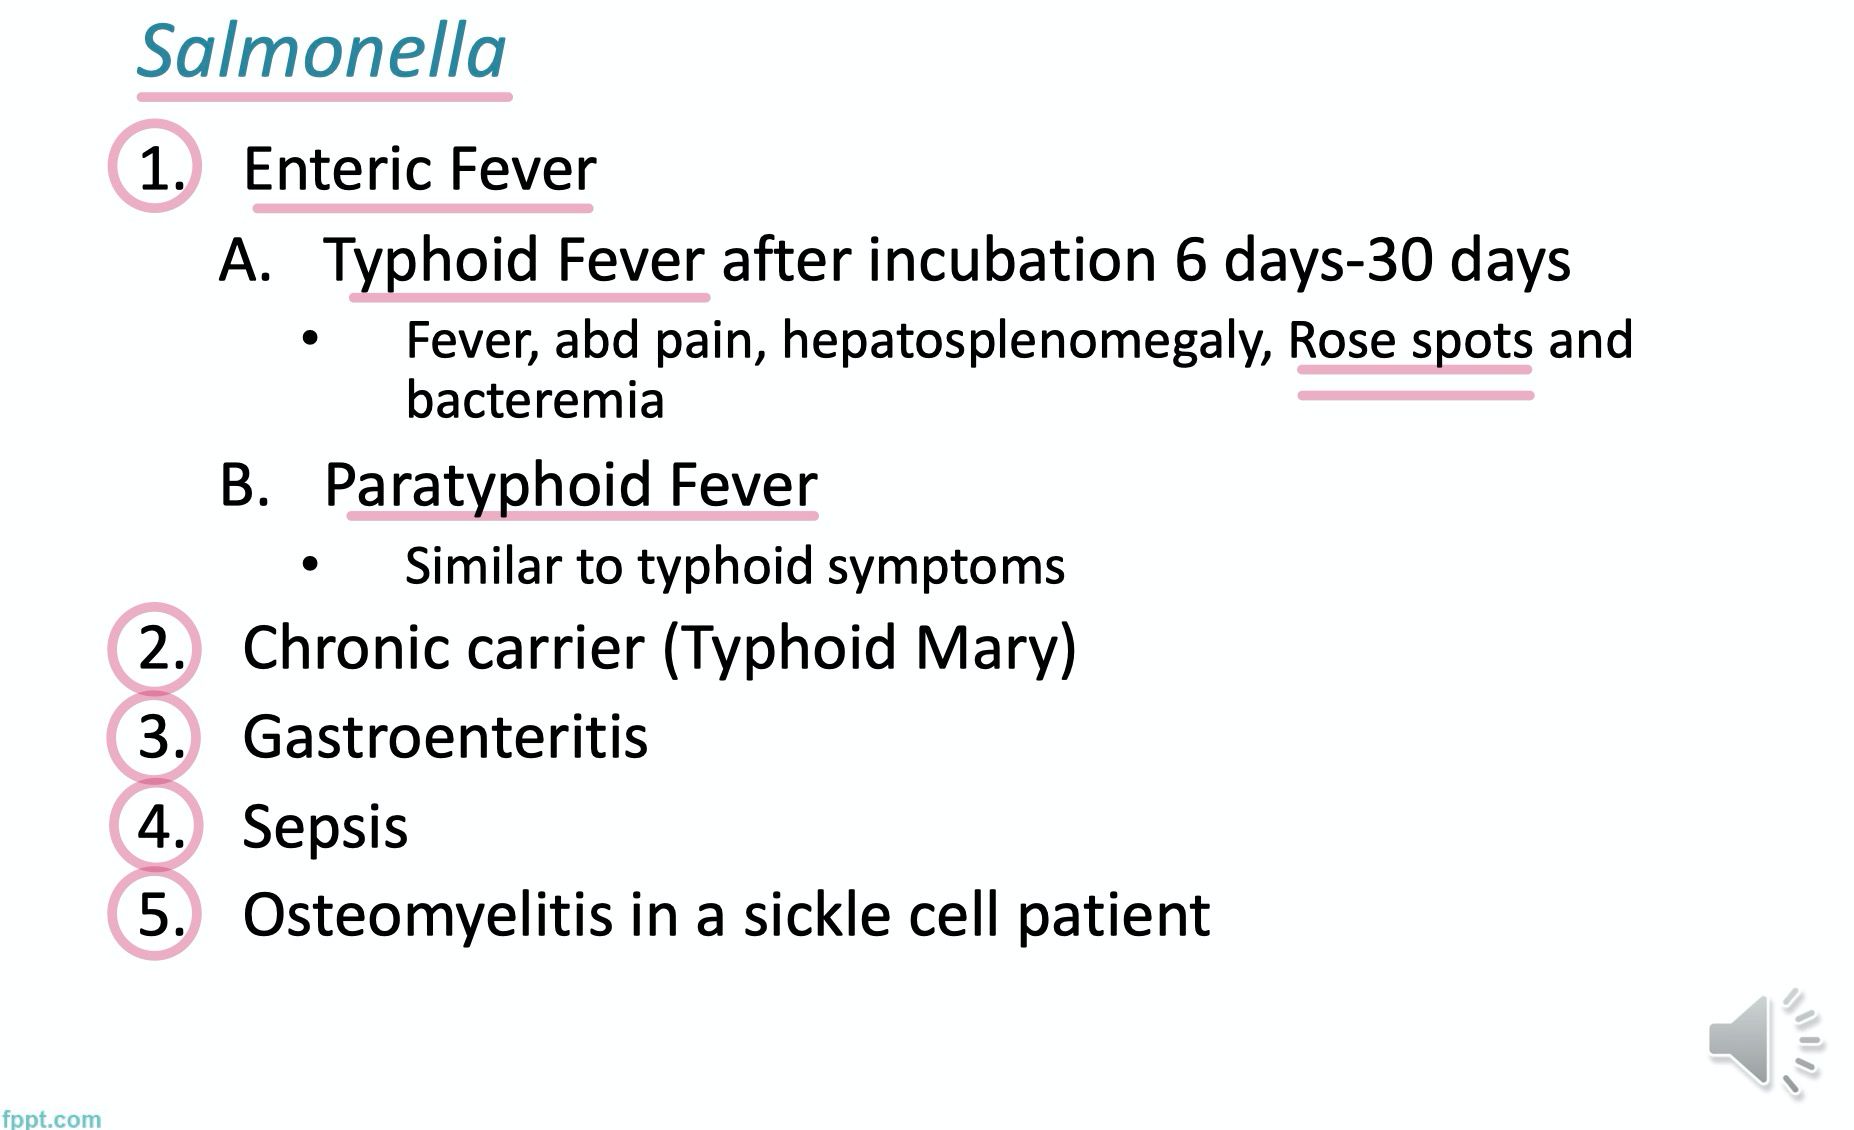 Salmonella
1. Enteric Fever
A. Typhoid Fever after incubation 6 days-30 days
• Fever, abd pain, hepatosplenomegaly, Rose spots and
bacteremia
B. Paratyphoid Fever
• Similar to typhoid symptoms
2. Chronic carrier (Typhoid Mary)
3. Gastroenteritis
4. Sepsis
5. Osteomyelitis in a sickle cell patient
fppt.com